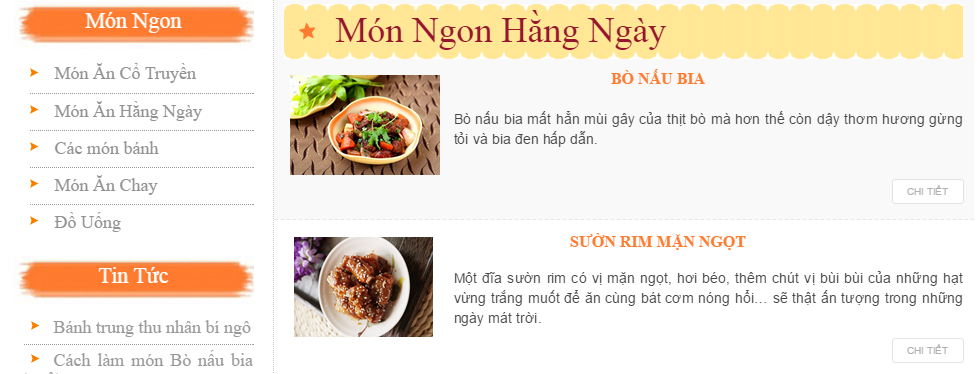 Món Ngon
Món Ăn Cổ Truyền
Món Ăn Hằng Ngày
Các món bánh
Món Ăn Chay
Đồ Uống
Tin Tức
Bánh trung thu nhân bí ngô
Cách làm món Bò nấu bia
Món Ngon Hằng Ngày
BÒ NẤU BIA
Bò nấu bia mất hẳn mùi gây của thịt bò mà hơn thế còn dậy thơm hương gừng
tỏi và bia đen hấp dẫn.
CHI TIẾT
SƯỜN RIM MẶN NGỌT
Một đĩa sườn rim có vị mặn ngọt, hơi béo, thêm chút vị bùi bùi của những hạt
vừng trắng muốt để ăn cùng bát cơm nóng hổi... sẽ thật ấn tượng trong những
ngày mát trời.
CHI TIẾT